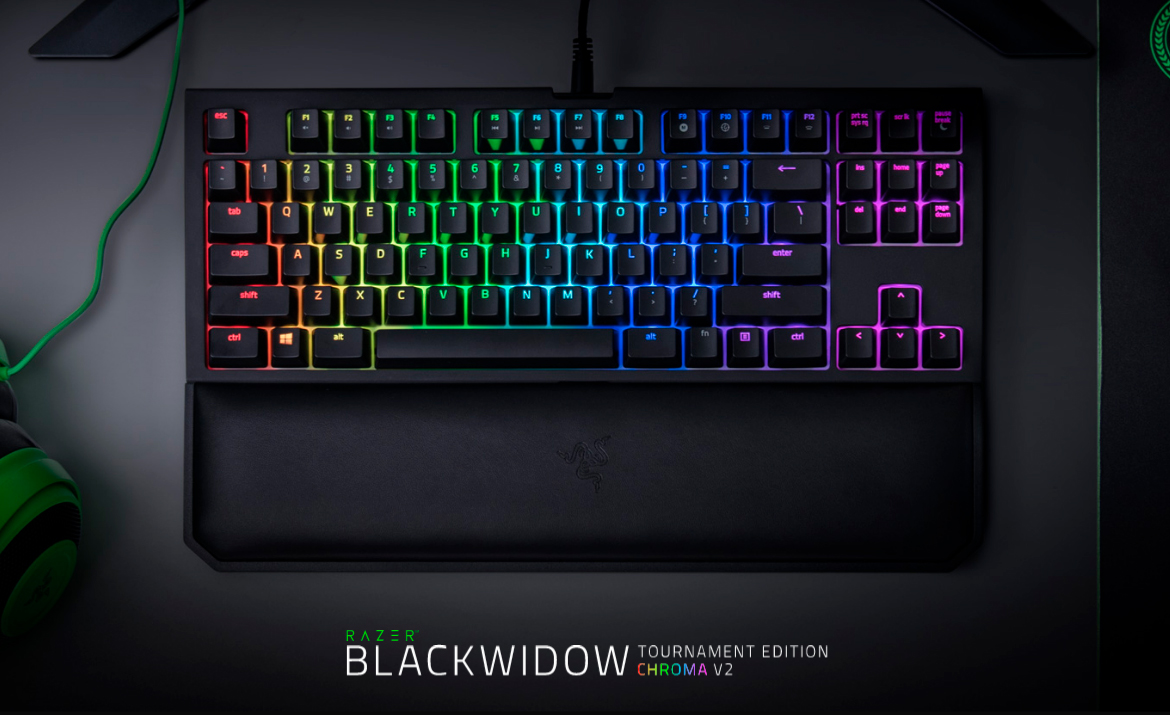 esc F1 F2 F3 F4 F5 F6 F7 F8 F9 F10 F11 F12 prt sc sys rq scr lk pause break
1 2 3 4 5 6 7 8 9 0 - = ← ins home page up
tab Q W E R T Y U I O P [ ] \ del end page down
caps A S D F G H J K L ; ' enter
shift Z X C V B N M , . / shift ^
ctrl alt alt fn ctrl < v >
RAZER
BLACKWIDOW TOURNAMENT EDITION
CHROMA V2